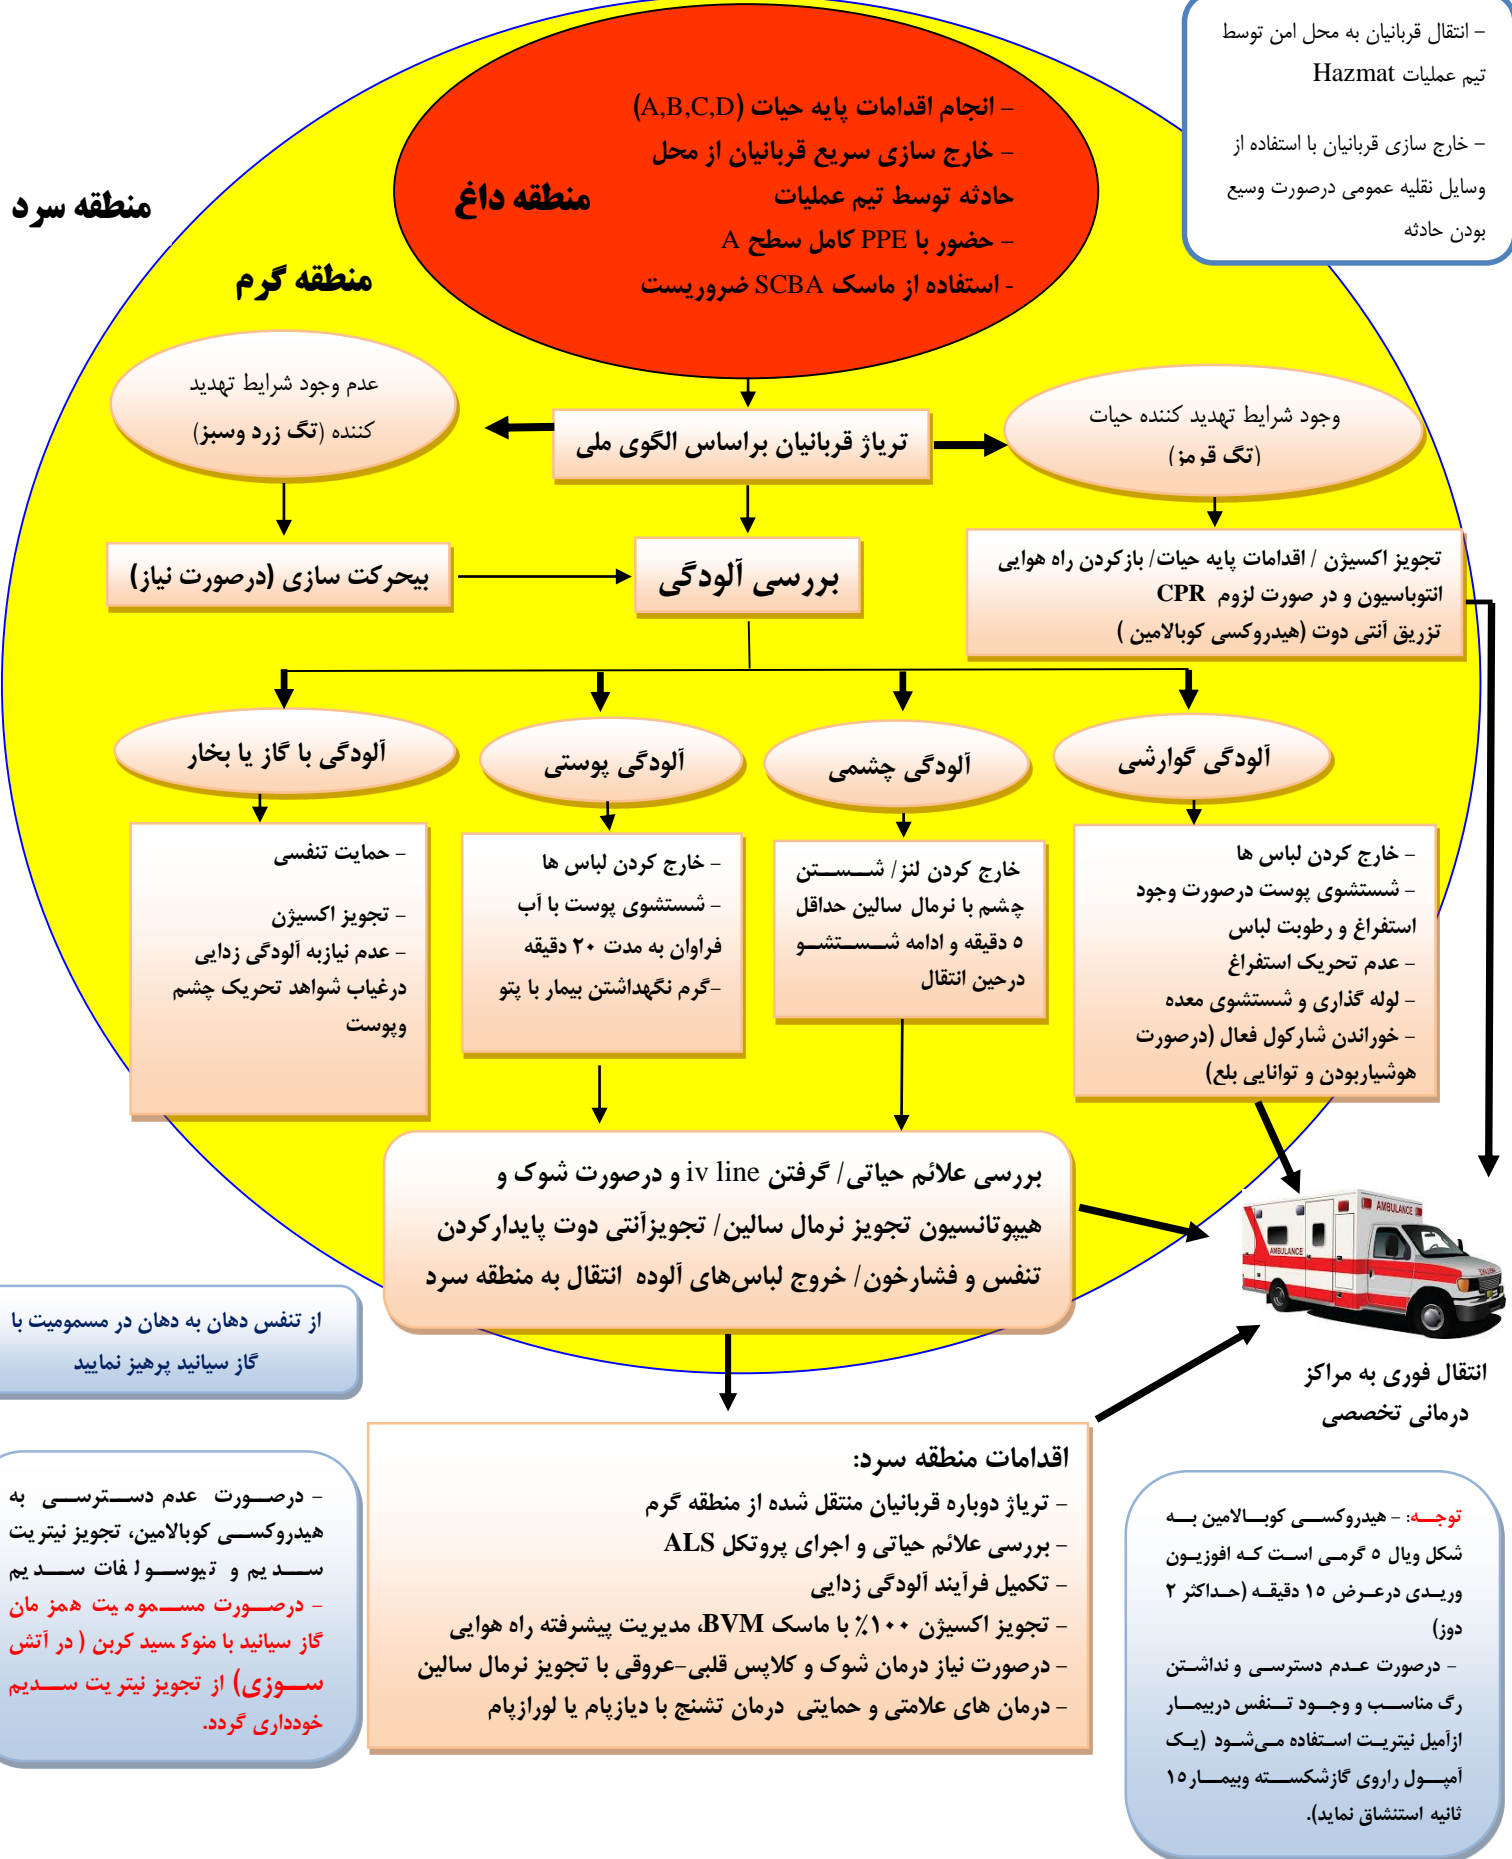 - انتقال قربانیان به محل امن توسط
تیم عملیات Hazmat
- خارج سازی قربانیان با استفاده از
وسایل نقلیه عمومی درصورت وسیع
بودن حادثه
- انجام اقدامات پایه حیات (A,B,C,D)
- خارج سازی سریع قربانیان از محل
حادثه توسط تیم عملیات
- حضور با PPE کامل سطح A
- استفاده از ماسک SCBA ضروریست
منطقه داغ
منطقه گرم
منطقه سرد
وجود شرایط تهدید کننده حیات
(تگ قرمز)
تریاژ قربانیان براساس الگوی ملی
عدم وجود شرایط تهدید
کننده (تگ زرد وسبز)
تجویز اکسیژن / اقدامات پایه حیات/ بازکردن راه هوایی
انتوباسیون و در صورت لزوم CPR
تزریق آنتی دوت (هیدروکسی کوبالامین )
بررسی آلودگی
بیحرکت سازی (درصورت نیاز)
آلودگی گوارشی
آلودگی چشمی
آلودگی پوستی
آلودگی با گاز یا بخار
- خارج کردن لباس ها
- شستشوی پوست درصورت وجود
استفراغ و رطوبت لباس
- عدم تحریک استفراغ
- لوله گذاری و شستشوی معده
- خوراندن شارکول فعال (درصورت
هوشیاربودن و توانایی بلع)
خارج کردن لنز/ شستن
چشم با نرمال سالین حداقل
۵ دقیقه و ادامه شستشو
درحین انتقال
- خارج کردن لباس ها
- شستشوی پوست با آب
فراوان به مدت ۲۰ دقیقه
-گرم نگهداشتن بیمار با پتو
- حمایت تنفسی
- تجویز اکسیژن
- عدم نیازبه آلودگی زدایی
درغیاب شواهد تحریک چشم
وپوست
بررسی علائم حیاتی/ گرفتن iv line و درصورت شوک و
هیپوتانسیون تجویز نرمال سالین/ تجویزآنتی دوت پایدارکردن
تنفس و فشارخون/ خروج لباس‌های آلوده انتقال به منطقه سرد
AMBULANCE
AMBULANCE
انتقال فوری به مراکز
درمانی تخصصی
از تنفس دهان به دهان در مسمومیت با
گاز سیانید پرهیز نمایید
اقدامات منطقه سرد:
- تریاژ دوباره قربانیان منتقل شده از منطقه گرم
- بررسی علائم حیاتی و اجرای پروتکل ALS
- تکمیل فرآیند آلودگی زدایی
- تجویز اکسیژن ۱۰۰٪ با ماسک BVM، مدیریت پیشرفته راه هوایی
- درصورت نیاز درمان شوک و کلاپس قلبی-عروقی با تجویز نرمال سالین
- درمان های علامتی و حمایتی درمان تشنج با دیازپام یا لورازپام
- درصورت عدم دسترسی به
هیدروکسی کوبالامین، تجویز نیتریت
سدیم و تیوسولفات سدیم
- درصورت مسمومیت همزمان
گاز سیانید با منوکسید کربن ( در آتش
سوزی) از تجویز نیتریت سدیم
خودداری گردد.
توجه: - هیدروکسی کوبالامین به
شکل ویال ۵ گرمی است که افوزیون
وریدی درعرض ۱۵ دقیقه (حداکثر ۲
دوز)
- درصورت عدم دسترسی و نداشتن
رگ مناسب و وجود تنفس دربیمار
ازآمیل نیتریت استفاده می‌شود (یک
آمپول راروی گازشکسته وبیمار۱۵
ثانیه استنشاق نماید).